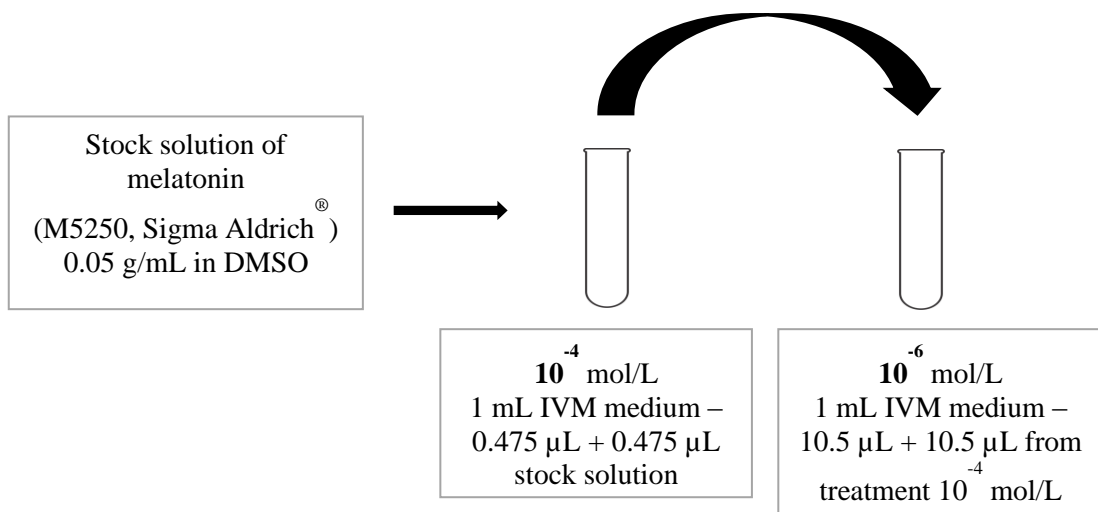 Stock solution of
melatonin
(M5250, Sigma Aldrich®)
0.05 g/mL in DMSO
10⁻⁴ mol/L
1 mL IVM medium –
0.475 µL + 0.475 µL
stock solution
10⁻⁶ mol/L
1 mL IVM medium –
10.5 µL + 10.5 µL from
treatment 10⁻⁴ mol/L